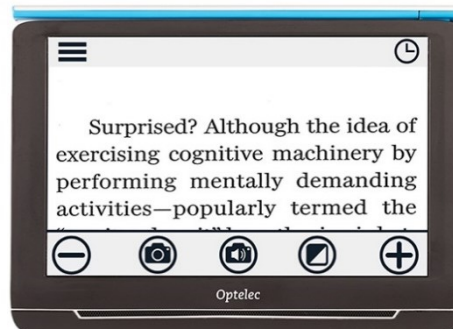 Surprised? Although the idea of
exercising cognitive machinery by
performing mentally demanding
activities—popularly termed the
Optelec